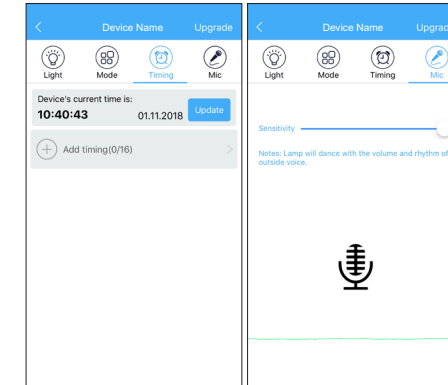 Device Name Upgrade
Light Mode Timing Mic
Device's current time is:
10:40:43 01.11.2018 Update
Add timing(0/16)
Device Name Upgrad
Light Mode Timing Mic
Sensitivity
Notes: Lamp will dance with the volume and rhythm of
outside voice.